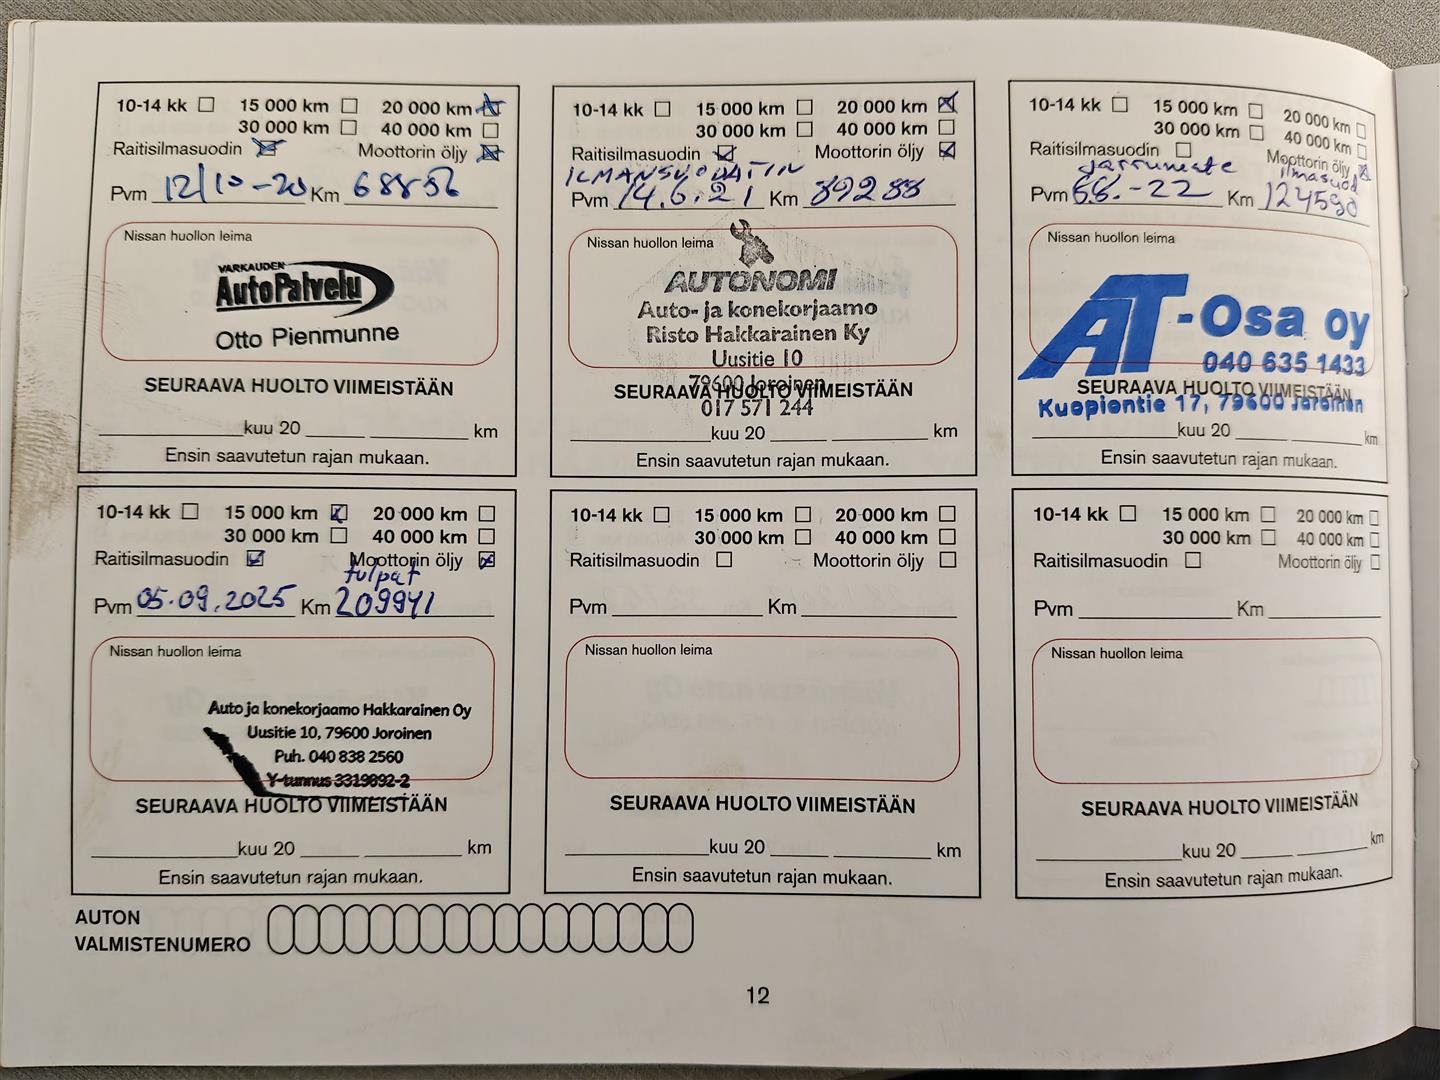 10-14 kk 15 000 km 20 000 km
30 000 km 40 000 km
Raitisilmasuodin Moottorin öljy
Pvm 12/10-20 Km 68856
Nissan huollon leima
VARKAUDEN
AutoPalvelu
Otto Pienmunne
SEURAAVA HUOLTO VIIMEISTÄÄN
kuu 20 km
Ensin saavutetun rajan mukaan.
10-14 kk 15 000 km 20 000 km
30 000 km 40 000 km
Raitisilmasuodin Moottorin öljy
ILMANSUODATIN
Pvm 14.6.21 Km 89288
Nissan huollon leima
AUTONOMI
Auto- ja konekorjaamo
Risto Hakkarainen Ky
Uusitie 10
79600 Joroinen
SEURAAVA HUOLTO VIIMEISTÄÄN
017 571 244
kuu 20 km
Ensin saavutetun rajan mukaan.
10-14 kk 15 000 km 20 000 km
30 000 km 40 000 km
Raitisilmasuodin Moottorin öljy
jarruneste ilmasuod
Pvm -22 Km 124590
Nissan huollon leima
AT-Osa oy
040 635 1433
SEURAAVA HUOLTO VIIMEISTÄÄN
Kuopiontie 17, 79600 Joroinen
kuu 20 km
Ensin saavutetun rajan mukaan.
10-14 kk 15 000 km 20 000 km
30 000 km 40 000 km
Raitisilmasuodin Moottorin öljy
tulpat
Pvm 05.09.2025 Km 209941
Nissan huollon leima
Auto ja konekorjaamo Hakkarainen Oy
Uusitie 10, 79600 Joroinen
Puh. 040 838 2560
Y-tunnus 3319892-2
SEURAAVA HUOLTO VIIMEISTÄÄN
kuu 20 km
Ensin saavutetun rajan mukaan.
10-14 kk 15 000 km 20 000 km
30 000 km 40 000 km
Raitisilmasuodin Moottorin öljy
Pvm Km
Nissan huollon leima
SEURAAVA HUOLTO VIIMEISTÄÄN
kuu 20 km
Ensin saavutetun rajan mukaan.
10-14 kk 15 000 km 20 000 km
30 000 km 40 000 km
Raitisilmasuodin Moottorin öljy
Pvm Km
Nissan huollon leima
SEURAAVA HUOLTO VIIMEISTÄÄN
kuu 20 km
Ensin saavutetun rajan mukaan.
AUTON
VALMISTENUMERO
12